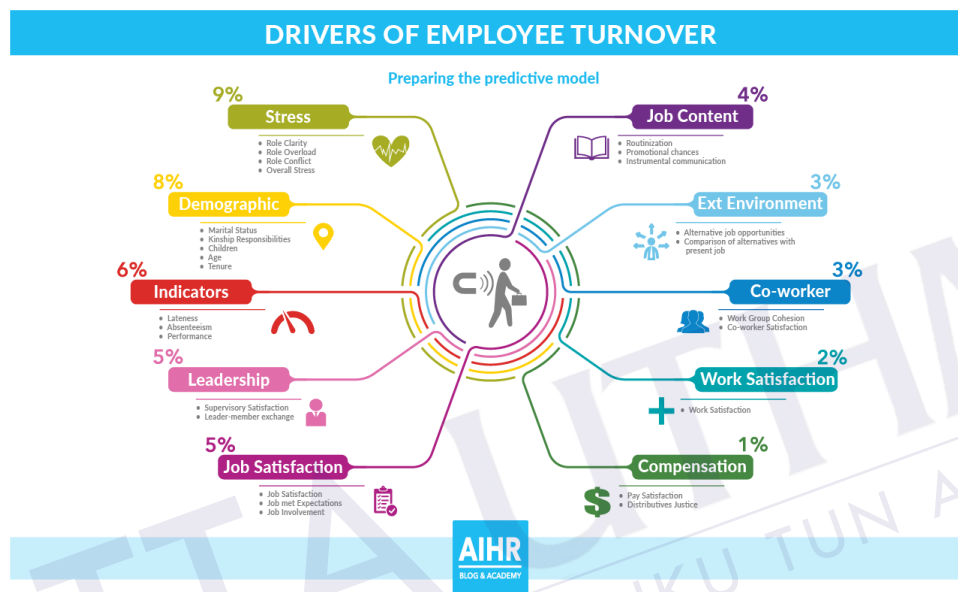 DRIVERS OF EMPLOYEE TURNOVER
Preparing the predictive model
9%
Stress
• Role Clarity
• Role Overload
• Role Conflict
• Overall Stress
8%
Demographic
• Marital Status
• Kinship Responsibilities
• Children
• Age
• Tenure
6%
Indicators
• Lateness
• Absenteeism
• Performance
5%
Leadership
• Supervisory Satisfaction
• Leader-member exchange
5%
Job Satisfaction
• Job Satisfaction
• Job met Expectations
• Job Involvement
4%
Job Content
• Routinization
• Promotional chances
• Instrumental communication
3%
Ext Environment
• Alternative job opportunities
• Comparison of alternatives with
present job
3%
Co-worker
• Work Group Cohesion
• Co-worker Satisfaction
2%
Work Satisfaction
• Work Satisfaction
1%
Compensation
• Pay Satisfaction
• Distributives Justice
AIHR
BLOG & ACADEMY
TUN